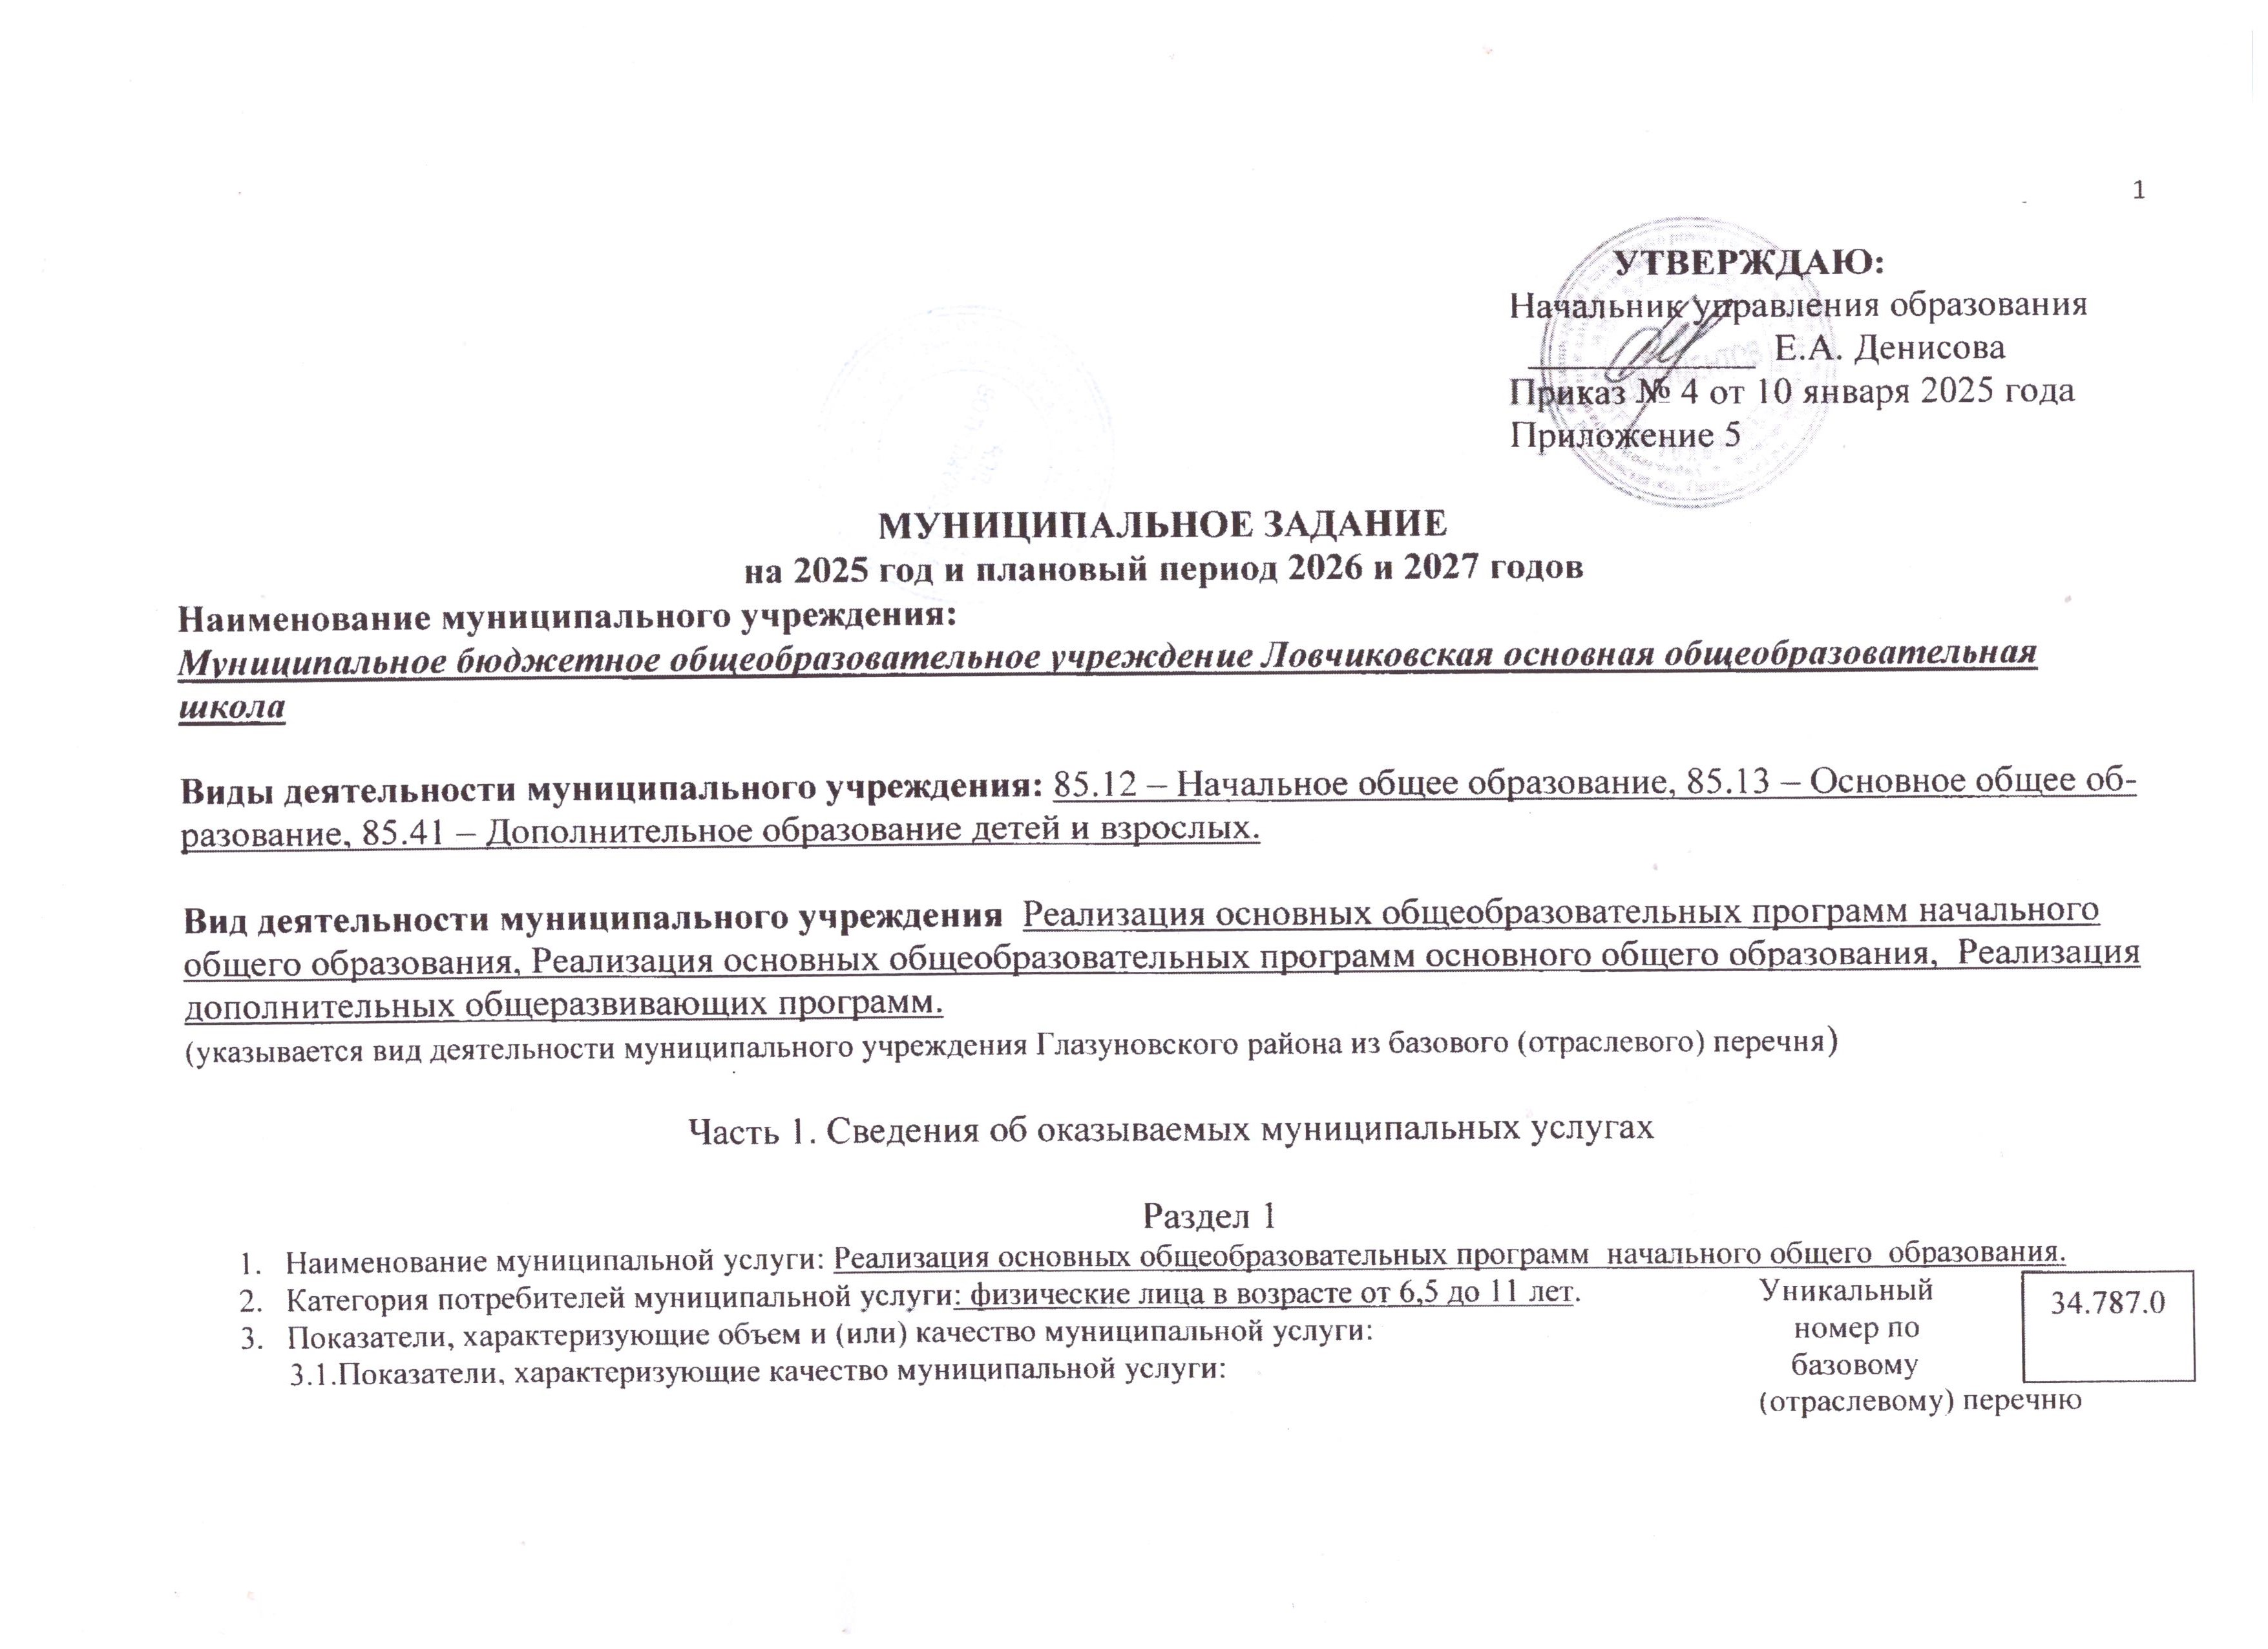 1
УТВЕРЖДАЮ:
Начальник управления образования
Е.А. Денисова
Приказ № 4 от 10 января 2025 года
Приложение 5
МУНИЦИПАЛЬНОЕ ЗАДАНИЕ
на 2025 год и плановый период 2026 и 2027 годов
Наименование муниципального учреждения:
Муниципальное бюджетное общеобразовательное учреждение Ловчиковская основная общеобразовательная
школа
Виды деятельности муниципального учреждения: 85.12 – Начальное общее образование, 85.13 – Основное общее об-
разование, 85.41 – Дополнительное образование детей и взрослых.
Вид деятельности муниципального учреждения Реализация основных общеобразовательных программ начального
общего образования, Реализация основных общеобразовательных программ основного общего образования, Реализация
дополнительных общеразвивающих программ.
(указывается вид деятельности муниципального учреждения Глазуновского района из базового (отраслевого) перечня)
Часть 1. Сведения об оказываемых муниципальных услугах
Раздел 1
1. Наименование муниципальной услуги: Реализация основных общеобразовательных программ начального общего образования.
2. Категория потребителей муниципальной услуги: физические лица в возрасте от 6,5 до 11 лет.
3. Показатели, характеризующие объем и (или) качество муниципальной услуги:
3.1.Показатели, характеризующие качество муниципальной услуги:
Уникальный
номер по
базовому
(отраслевому) перечню
34.787.0